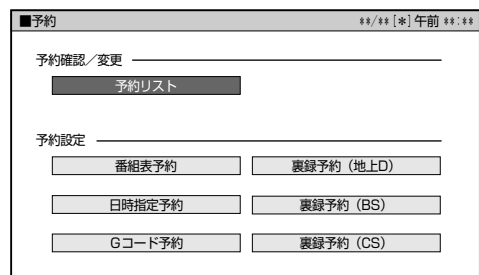 ■予約 **/**[*]午前**:**
予約確認／変更
予約リスト
予約設定
番組表予約 裏録予約（地上D）
日時指定予約 裏録予約（BS）
Gコード予約 裏録予約（CS）